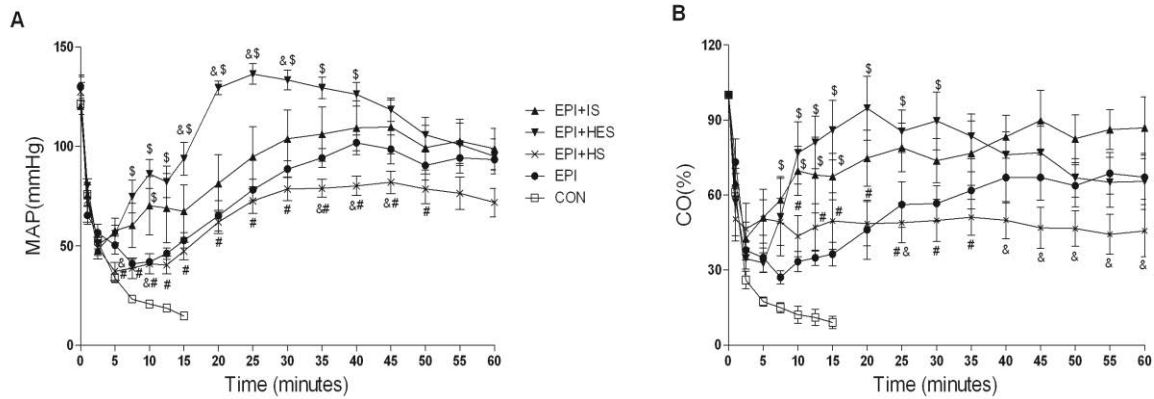 A
MAP(mmHg)
150
100
50
0
&$ &$ &$ $ $
&$
$ $ $
$
& # # &# # # # # # &# &# &# #
0 5 10 15 20 25 30 35 40 45 50 55 60
Time (minutes)
EPI+IS
EPI+HES
EPI+HS
EPI
CON
B
CO(%)
120
90
60
30
0
$ $ $ $ $ $
$ $ $ $
# # # # #& # # & & & & &
0 5 10 15 20 25 30 35 40 45 50 55 60
Time (minutes)